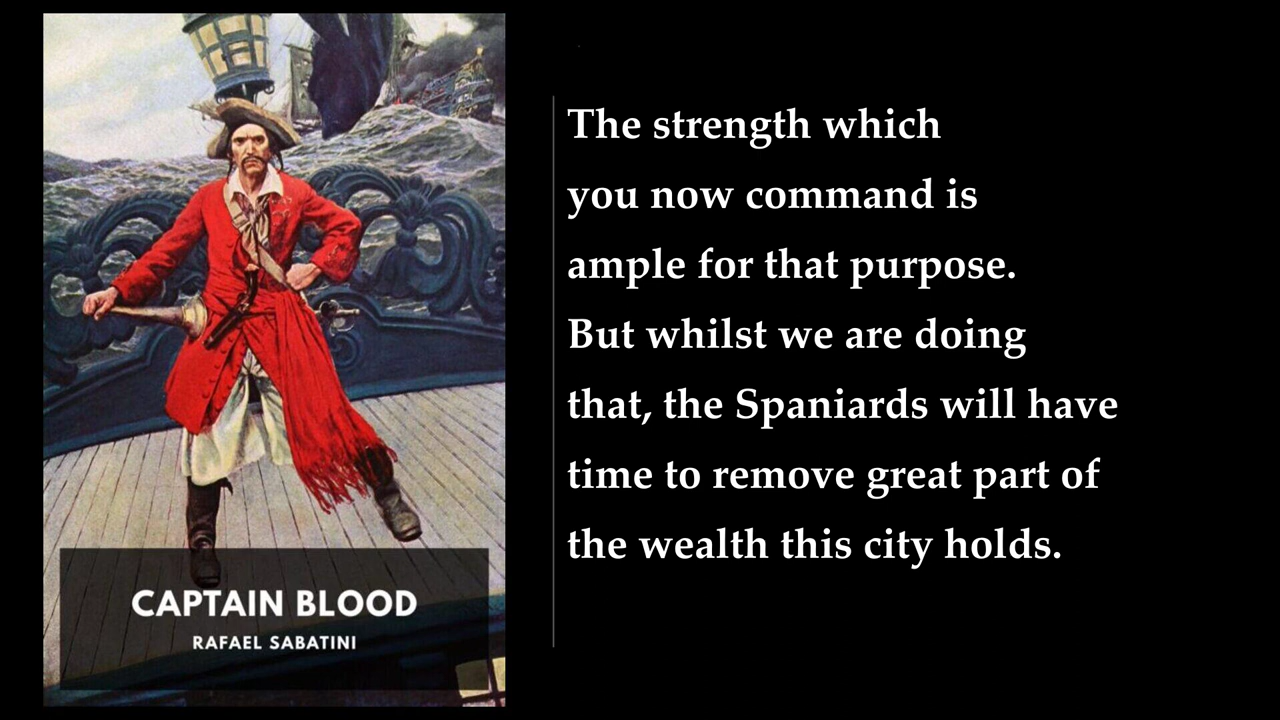 CAPTAIN BLOOD
RAFAEL SABATINI
The strength which
you now command is
ample for that purpose.
But whilst we are doing
that, the Spaniards will have
time to remove great part of
the wealth this city holds.